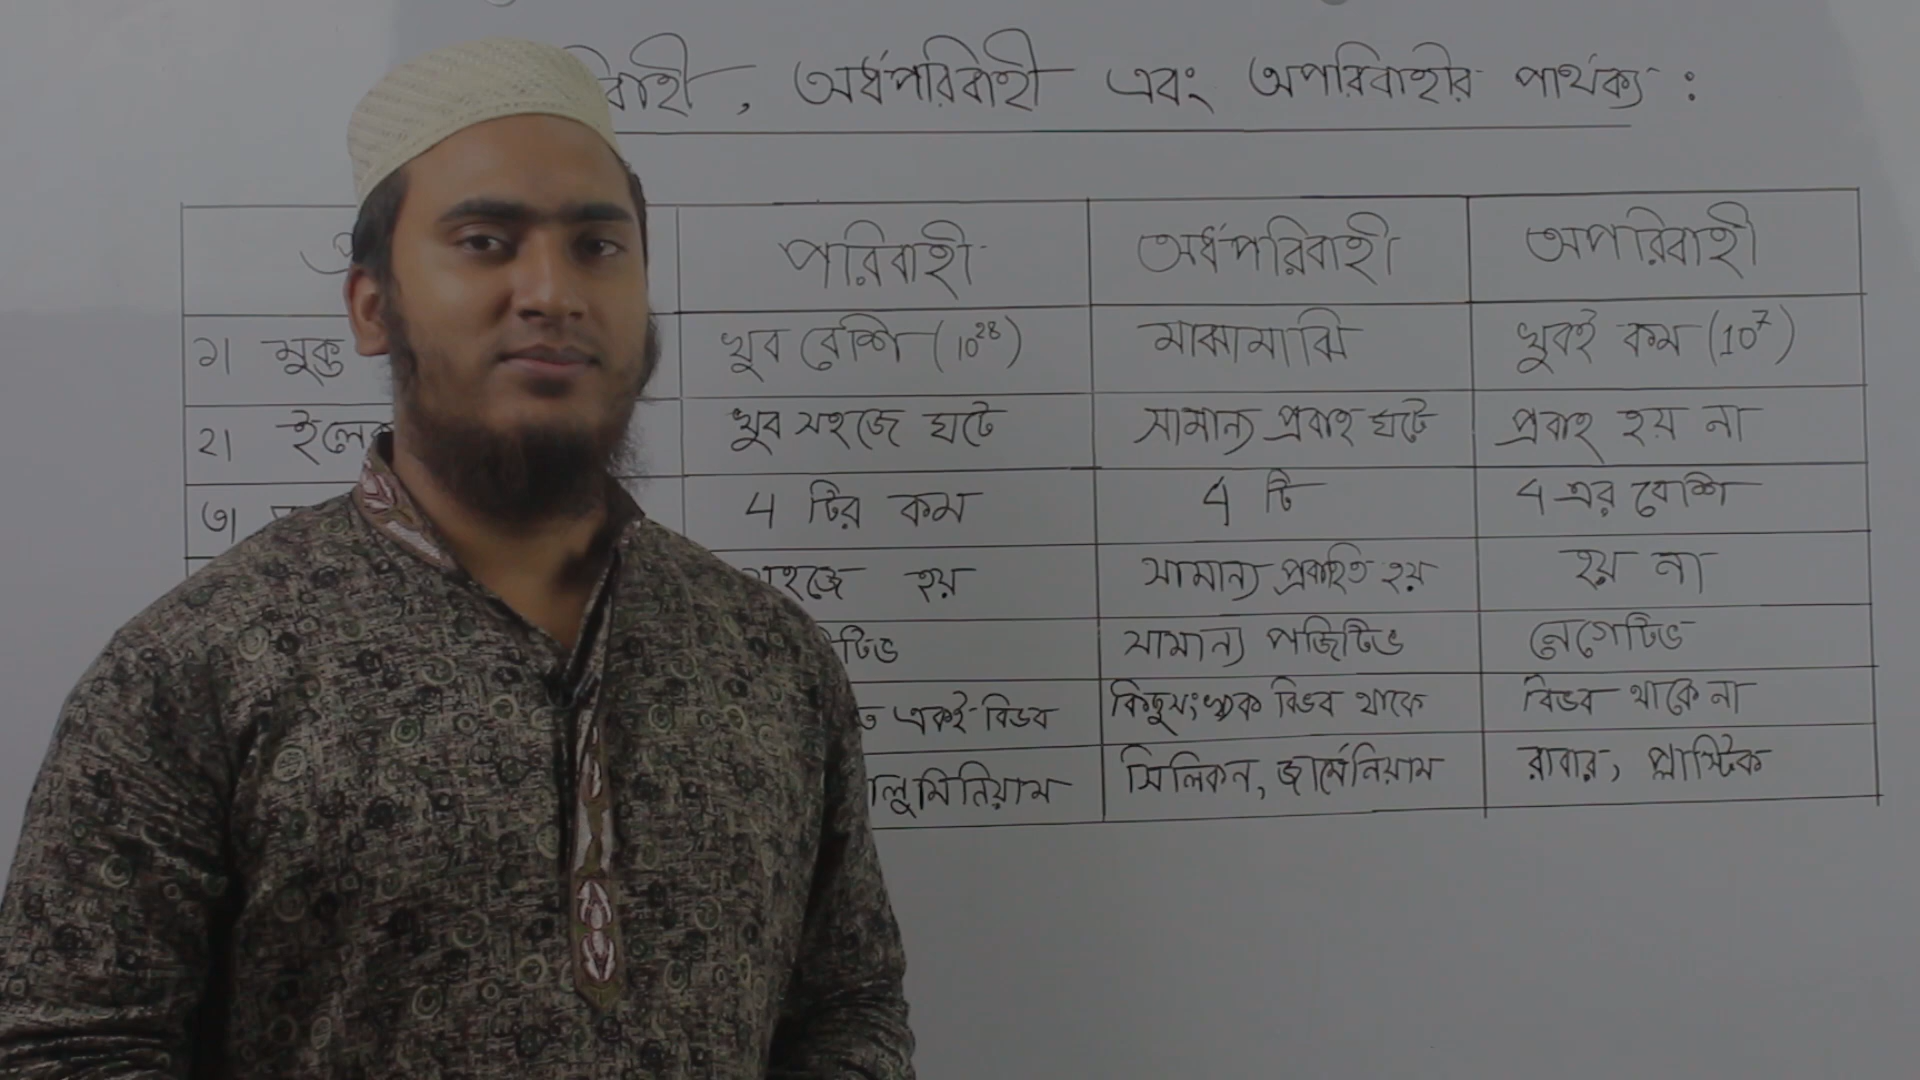 বাহী, অর্ধপরিবাহী এবং অপরিবাহীর পার্থক্য :
পরিবাহী অর্ধপরিবাহী অপরিবাহী
১। মুক্ত খুব বেশি (10²⁸) মাঝামাঝি খুবই কম (10⁷)
২। ইলে খুব সহজে ঘটে সামান্য প্রবাহ ঘটে প্রবাহ হয় না
৩। 4 টির কম 4 টি 4 এর বেশি
সহজে হয় সামান্য প্রবাহিত হয় হয় না
টিভ সামান্য পজিটিভ নেগেটিভ
একই বিভব কিছুসংখ্যক বিভব থাকে বিভব থাকে না
লুমিনিয়াম সিলিকন, জার্মেনিয়াম রাবার, প্লাস্টিক